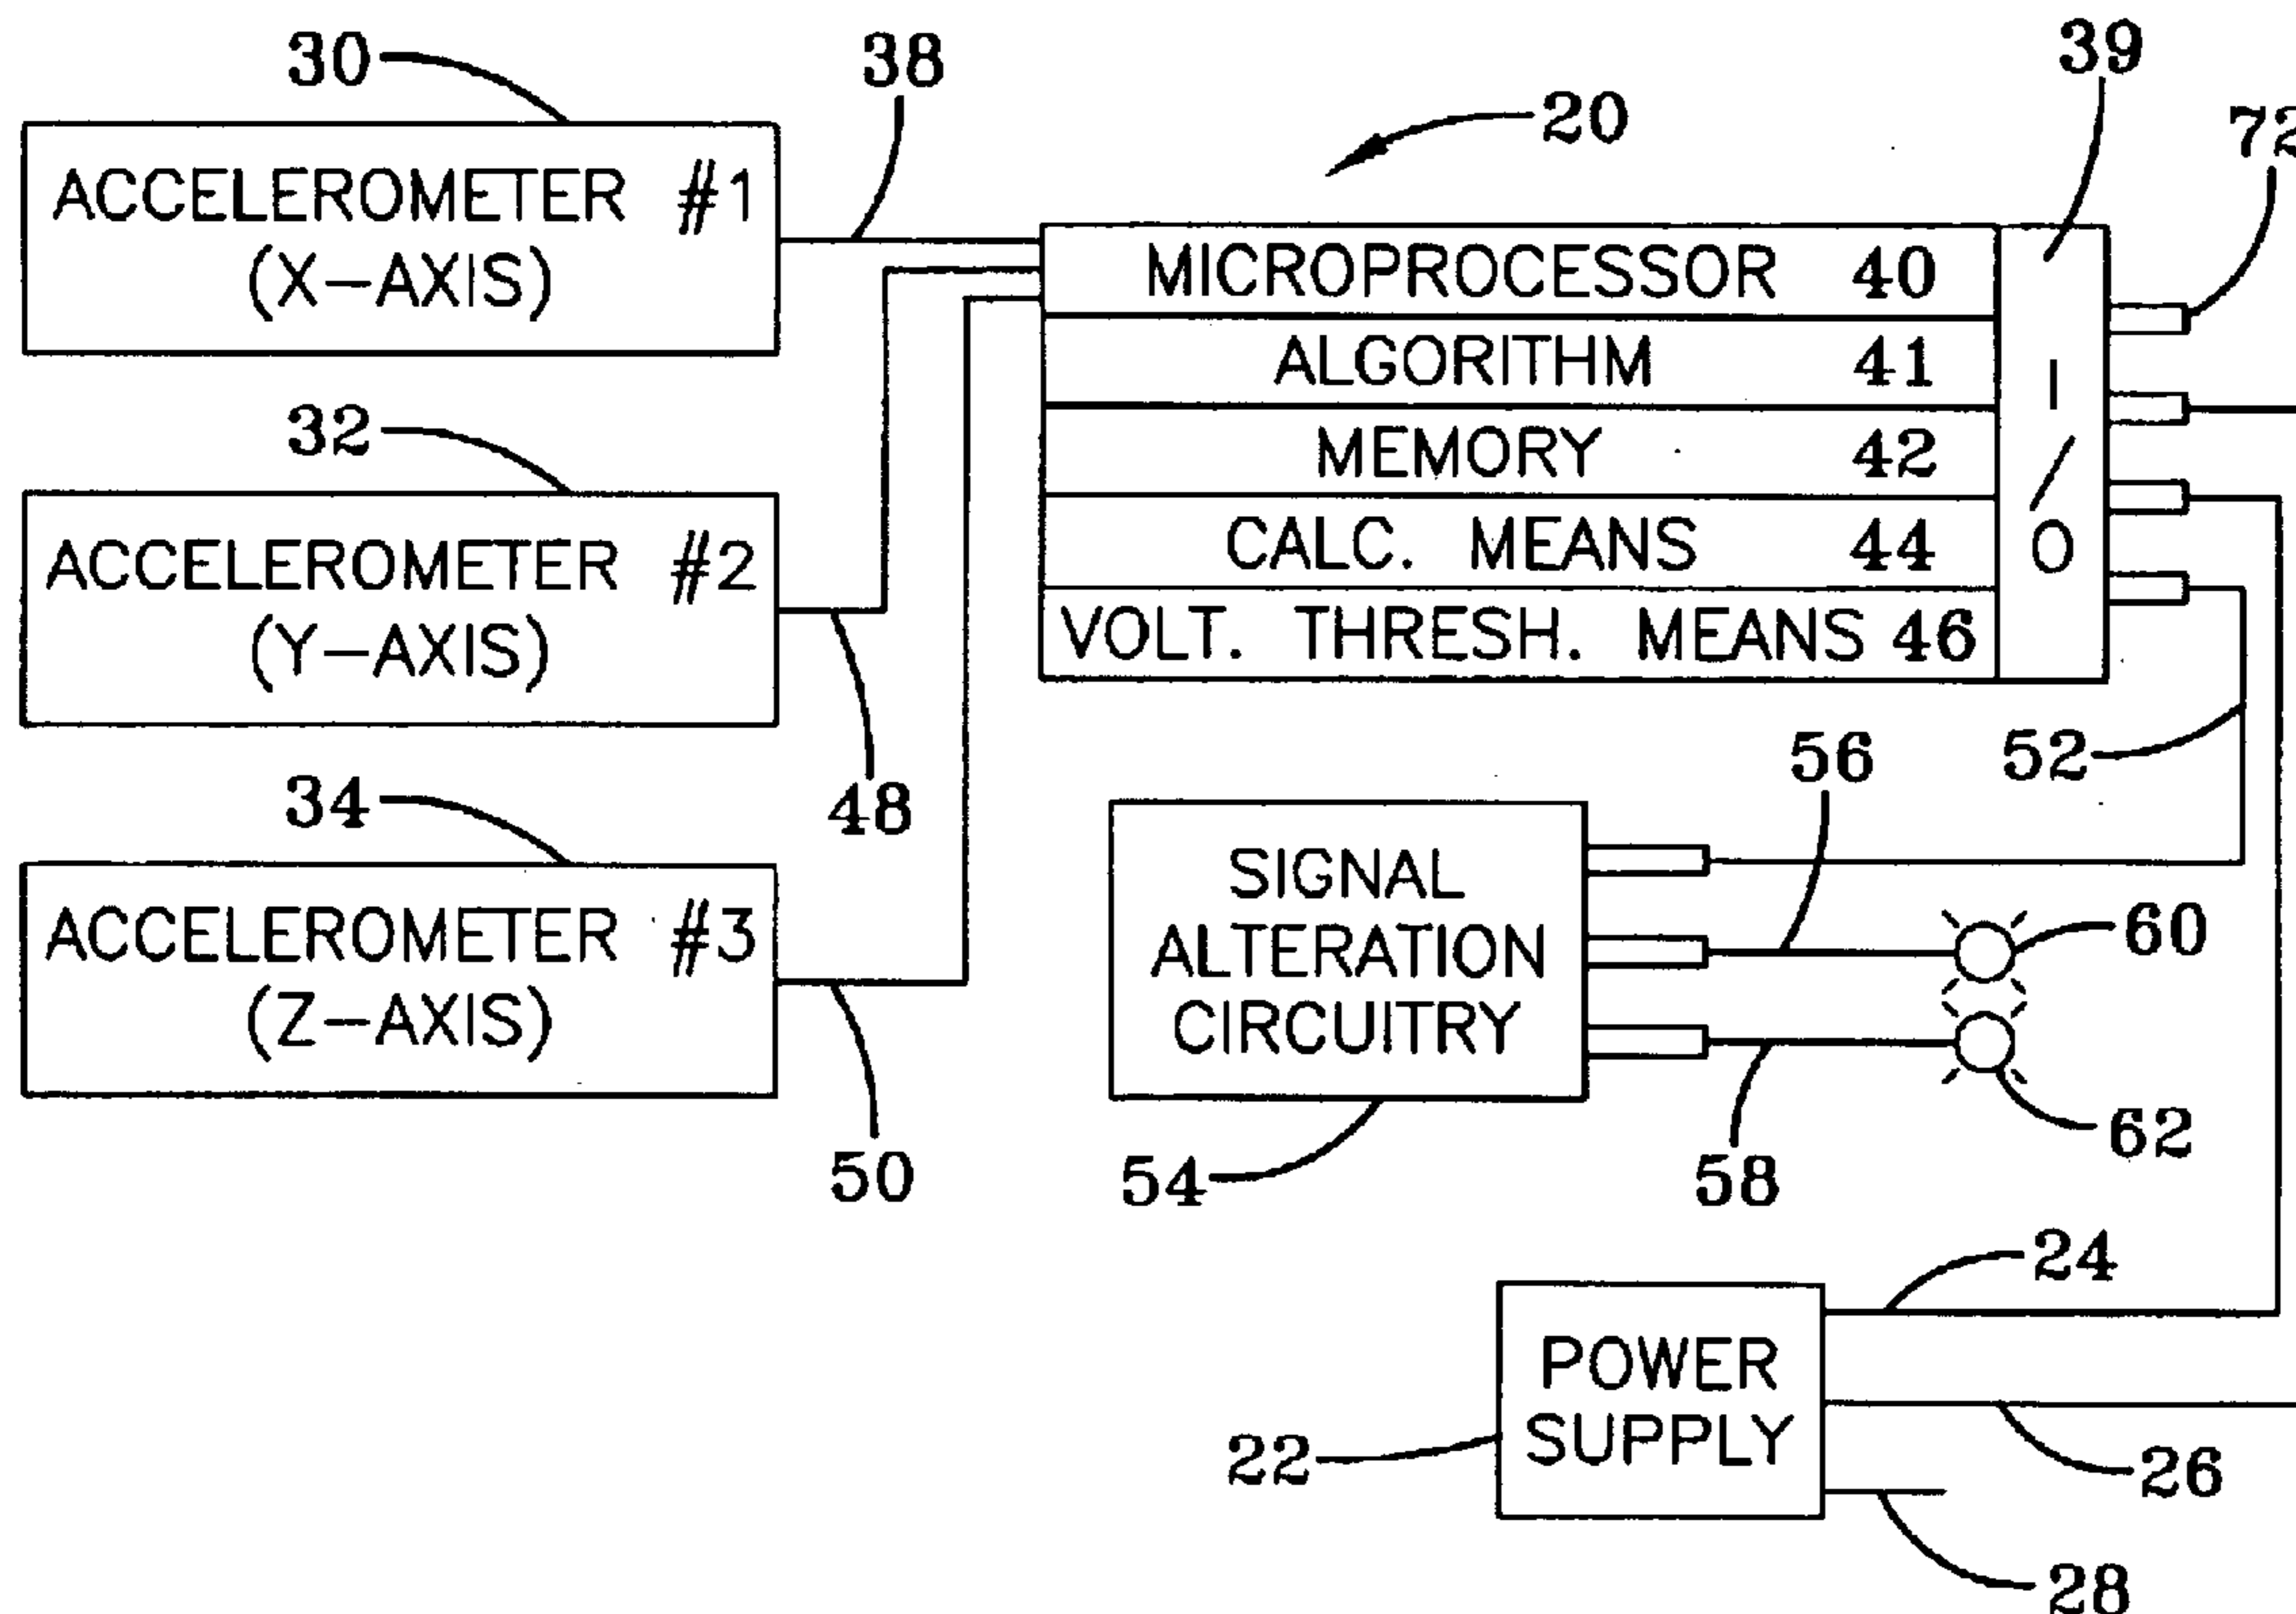 30
38
39
20
72
ACCELEROMETER #1
(X-AXIS)
MICROPROCESSOR 40
ALGORITHM 41
MEMORY 42
CALC. MEANS 44
VOLT. THRESH. MEANS 46
I/O
32
ACCELEROMETER #2
(Y-AXIS)
48
52
56
34
ACCELEROMETER #3
(Z-AXIS)
50
SIGNAL
ALTERATION
CIRCUITRY
60
62
54
58
24
POWER
SUPPLY
22
26
28